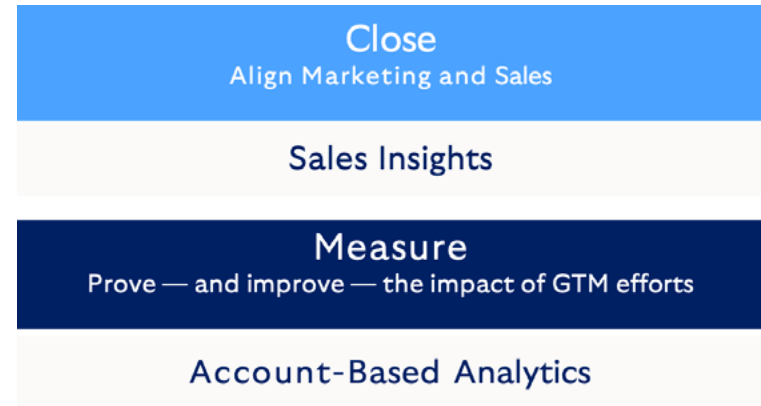 Close
Align Marketing and Sales
Sales Insights
Measure
Prove — and improve — the impact of GTM efforts
Account-Based Analytics